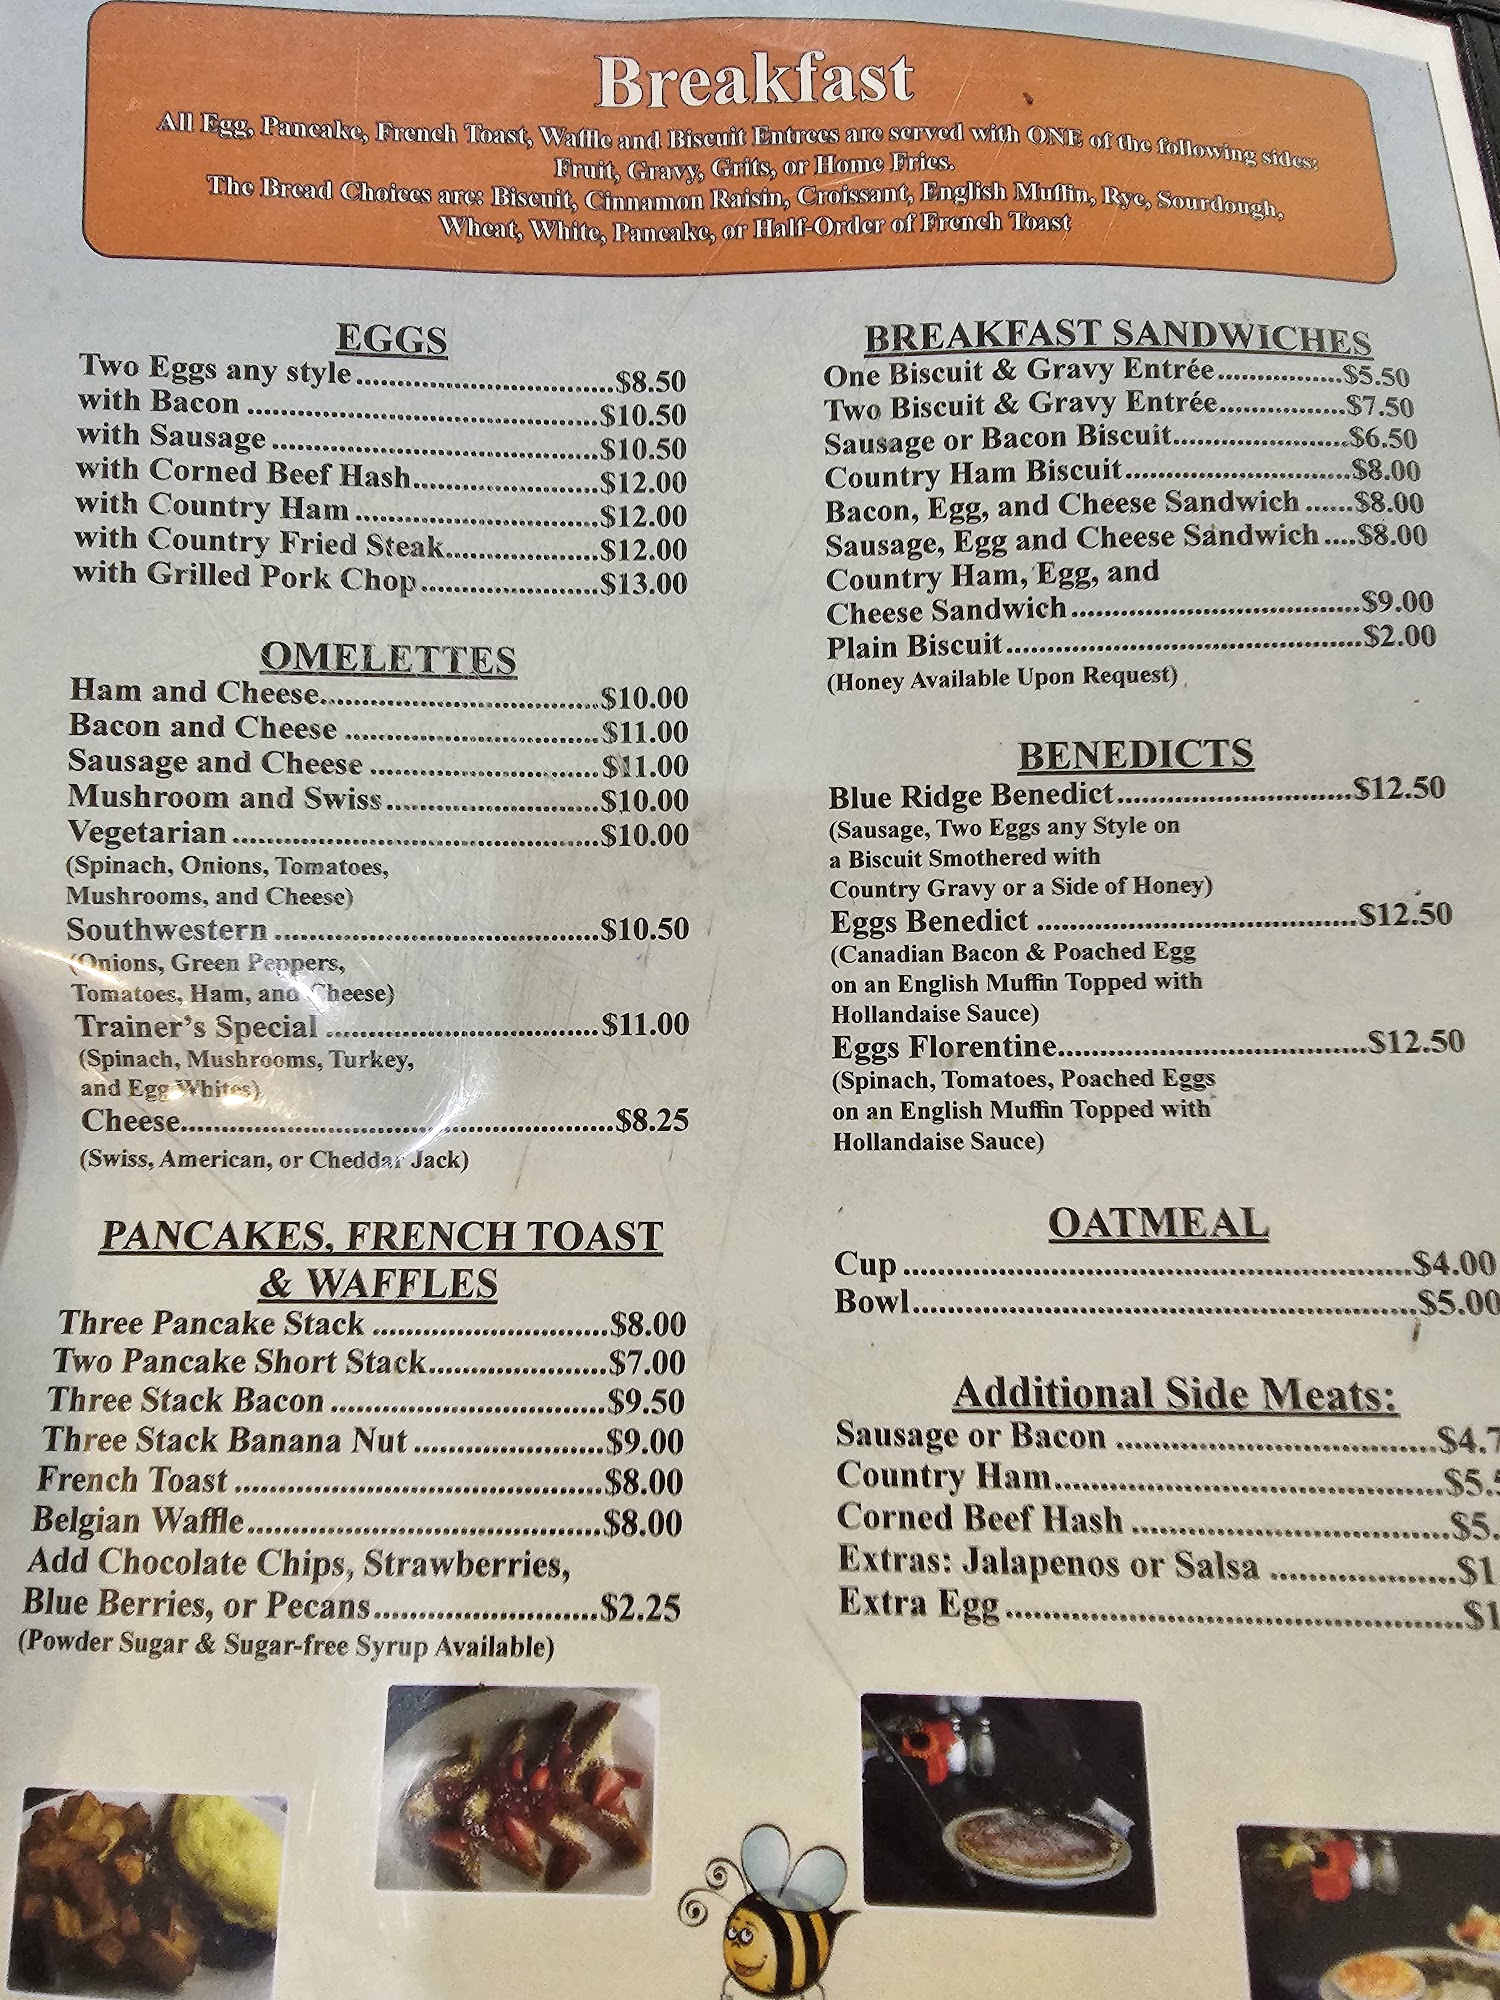 Breakfast
All Egg, Pancake, French Toast, Waffle and Biscuit Entrees are served with ONE of the following sides:
Fruit, Gravy, Grits, or Home Fries.
The Bread Choices are: Biscuit, Cinnamon Raisin, Croissant, English Muffin, Rye, Sourdough,
Wheat, White, Pancake, or Half-Order of French Toast
EGGS
Two Eggs any style $8.50
with Bacon $10.50
with Sausage $10.50
with Corned Beef Hash $12.00
with Country Ham $12.00
with Country Fried Steak $12.00
with Grilled Pork Chop $13.00
OMELETTES
Ham and Cheese $10.00
Bacon and Cheese $11.00
Sausage and Cheese $11.00
Mushroom and Swiss $10.00
Vegetarian $10.00
(Spinach, Onions, Tomatoes,
Mushrooms, and Cheese)
Southwestern $10.50
(Onions, Green Peppers,
Tomatoes, Ham, and Cheese)
Trainer's Special $11.00
(Spinach, Mushrooms, Turkey,
and Egg Whites)
Cheese $8.25
(Swiss, American, or Cheddar Jack)
PANCAKES, FRENCH TOAST
& WAFFLES
Three Pancake Stack $8.00
Two Pancake Short Stack $7.00
Three Stack Bacon $9.50
Three Stack Banana Nut $9.00
French Toast $8.00
Belgian Waffle $8.00
Add Chocolate Chips, Strawberries,
Blue Berries, or Pecans $2.25
(Powder Sugar & Sugar-free Syrup Available)
BREAKFAST SANDWICHES
One Biscuit & Gravy Entrée $5.50
Two Biscuit & Gravy Entrée $7.50
Sausage or Bacon Biscuit $6.50
Country Ham Biscuit $8.00
Bacon, Egg, and Cheese Sandwich $8.00
Sausage, Egg and Cheese Sandwich $8.00
Country Ham, Egg, and
Cheese Sandwich $9.00
Plain Biscuit $2.00
(Honey Available Upon Request)
BENEDICTS
Blue Ridge Benedict $12.50
(Sausage, Two Eggs any Style on
a Biscuit Smothered with
Country Gravy or a Side of Honey)
Eggs Benedict $12.50
(Canadian Bacon & Poached Egg
on an English Muffin Topped with
Hollandaise Sauce)
Eggs Florentine $12.50
(Spinach, Tomatoes, Poached Eggs
on an English Muffin Topped with
Hollandaise Sauce)
OATMEAL
Cup $4.00
Bowl $5.00
Additional Side Meats:
Sausage or Bacon $4.7
Country Ham $5.
Corned Beef Hash $5.
Extras: Jalapenos or Salsa $1
Extra Egg $1